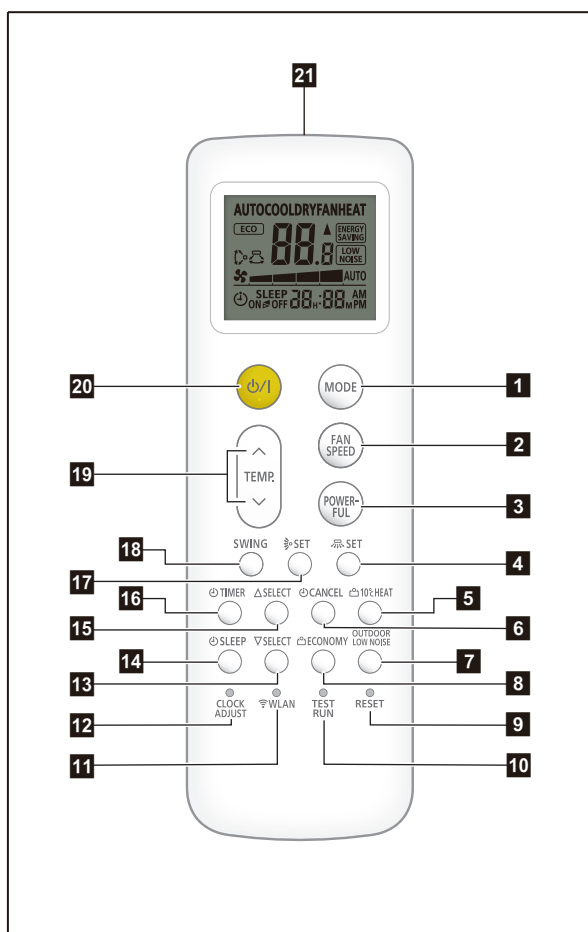 21
AUTOCOOLDRYFANHEAT
ECO 88.8 ENERGY SAVING
LOW NOISE
AUTO
SLEEP
ON OFF 38H:88M AM PM
20
MODE 1
FAN SPEED 2
TEMP. 19
POWER-FUL 3
18 SWING SET SET 4
17
16 TIMER SELECT CANCEL 10℃HEAT 5
15 6
14 SLEEP SELECT ECONOMY OUTDOOR LOW NOISE 7
13 8
CLOCK ADJUST WLAN TEST RUN RESET
12 9
11 10